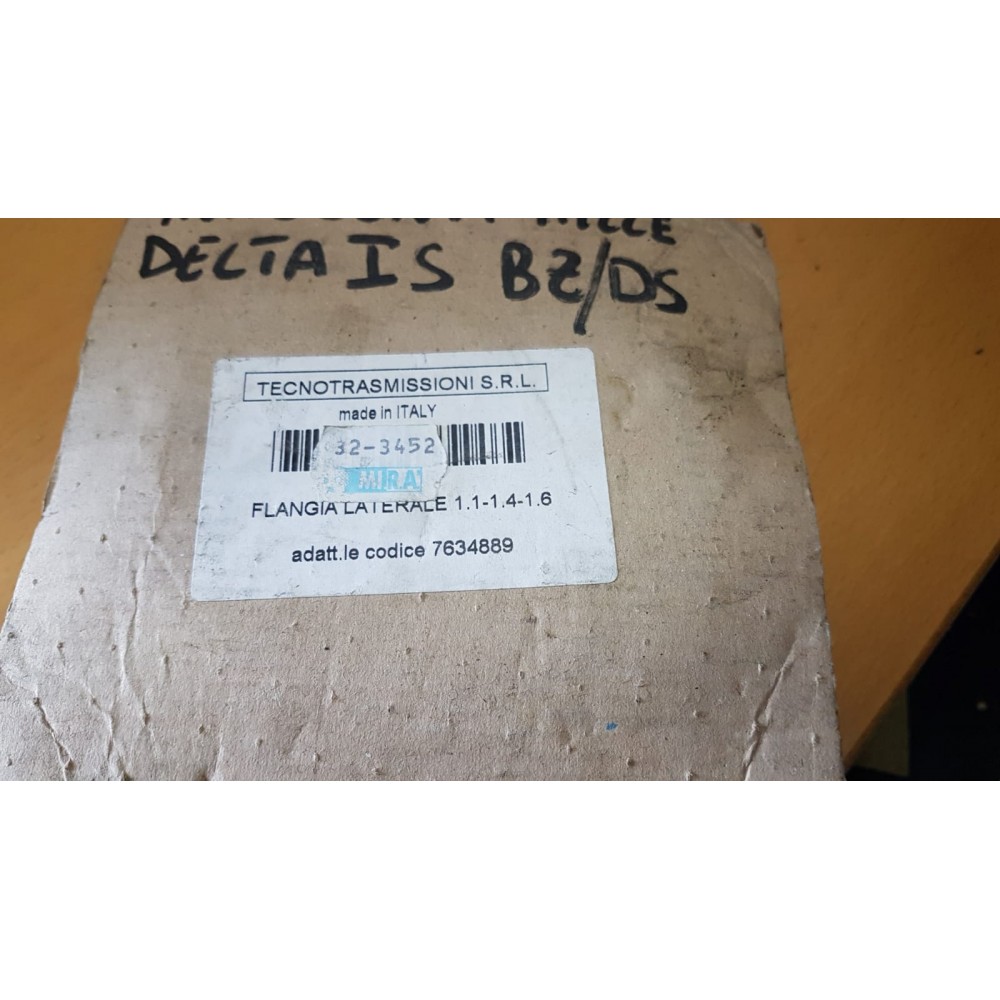 DELTA IS BZ/DS
TECNOTRASMISSIONI S.R.L.
made in ITALY
32-3452
MI.R.A.
FLANGIA LATERALE 1.1-1.4-1.6
adatt.le codice 7634889